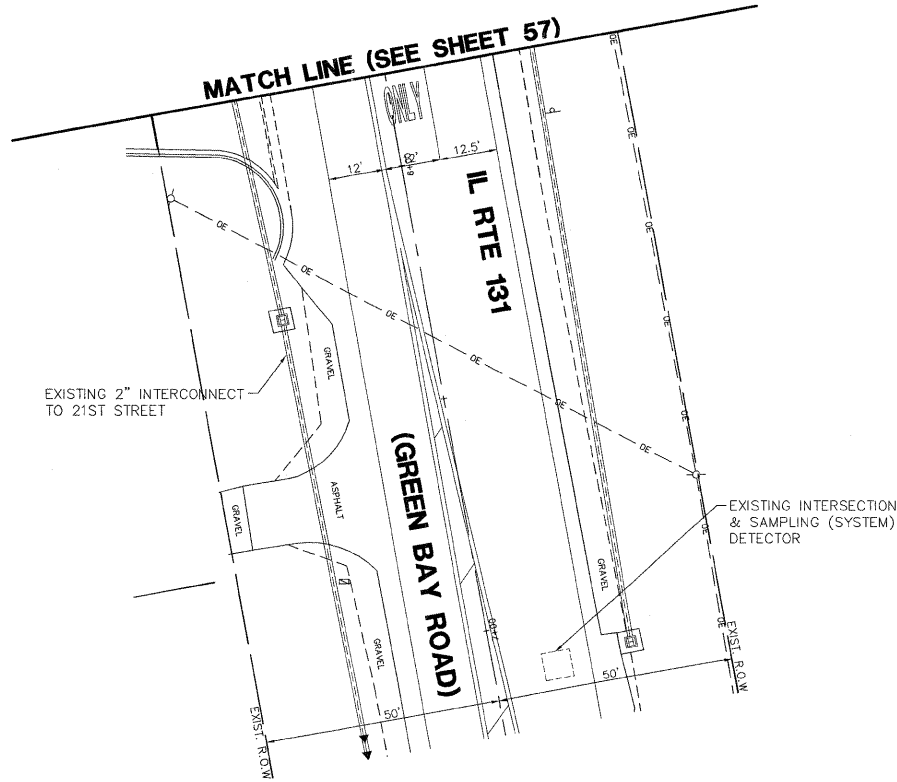 MATCH LINE (SEE SHEET 57)
ONLY
12'
12.5'
IL RTE 131
OE
OE
OE
OE
OE
OE
OE
OE
OE
OE
OE
GRAVEL
EXISTING 2" INTERCONNECT
TO 21ST STREET
(GREEN BAY ROAD)
ASPHALT
GRAVEL
EXISTING INTERSECTION
& SAMPLING (SYSTEM)
DETECTOR
GRAVEL
GRAVEL
50'
50'
EXIST. R.O.W
EXIST. R.O.W